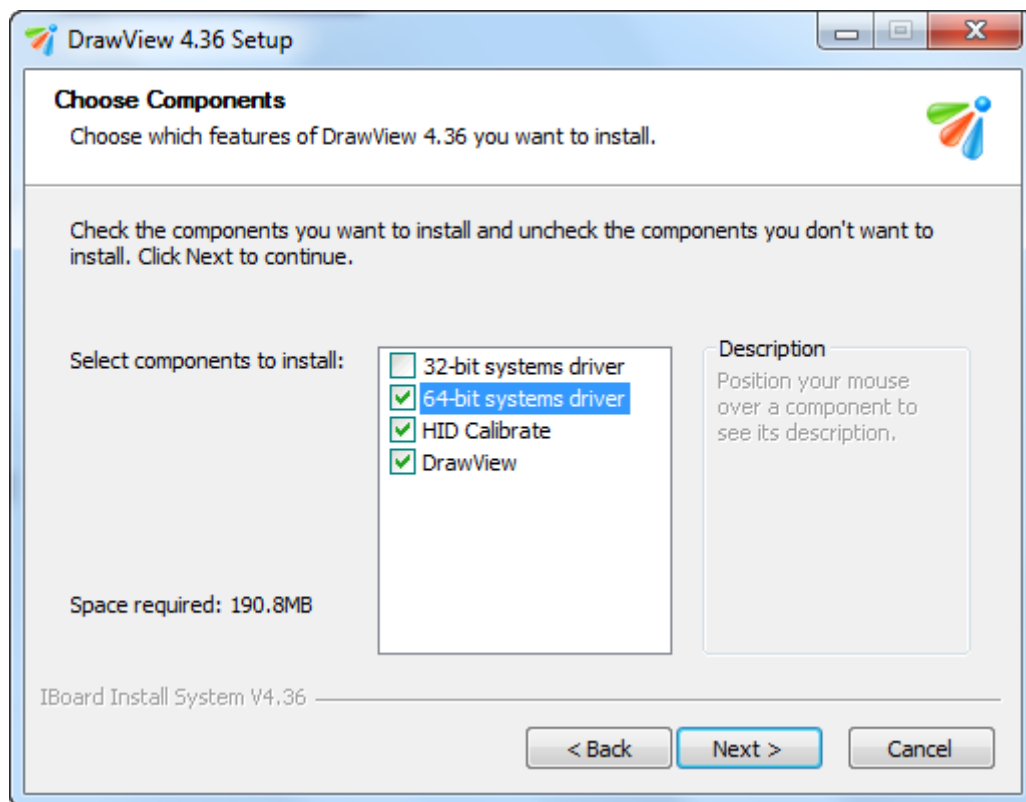 DrawView 4.36 Setup
Choose Components
Choose which features of DrawView 4.36 you want to install.
Check the components you want to install and uncheck the components you don't want to
install. Click Next to continue.
Select components to install:
32-bit systems driver
64-bit systems driver
HID Calibrate
DrawView
Description
Position your mouse
over a component to
see its description.
Space required: 190.8MB
IBoard Install System V4.36
< Back
Next >
Cancel